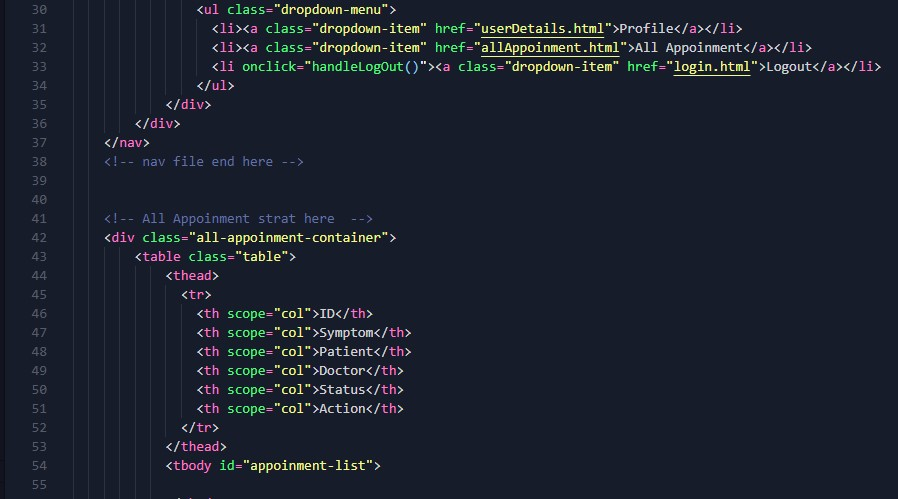 30 <ul class="dropdown-menu">
31 <li><a class="dropdown-item" href="userDetails.html">Profile</a></li>
32 <li><a class="dropdown-item" href="allAppoinment.html">All Appoinment</a></li>
33 <li onclick="handleLogOut()"><a class="dropdown-item" href="login.html">Logout</a></li>
34 </ul>
35 </div>
36 </div>
37 </nav>
38 <!-- nav file end here -->
39
40
41 <!-- All Appoinment strat here  -->
42 <div class="all-appoinment-container">
43 <table class="table">
44 <thead>
45 <tr>
46 <th scope="col">ID</th>
47 <th scope="col">Symptom</th>
48 <th scope="col">Patient</th>
49 <th scope="col">Doctor</th>
50 <th scope="col">Status</th>
51 <th scope="col">Action</th>
52 </tr>
53 </thead>
54 <tbody id="appoinment-list">
55